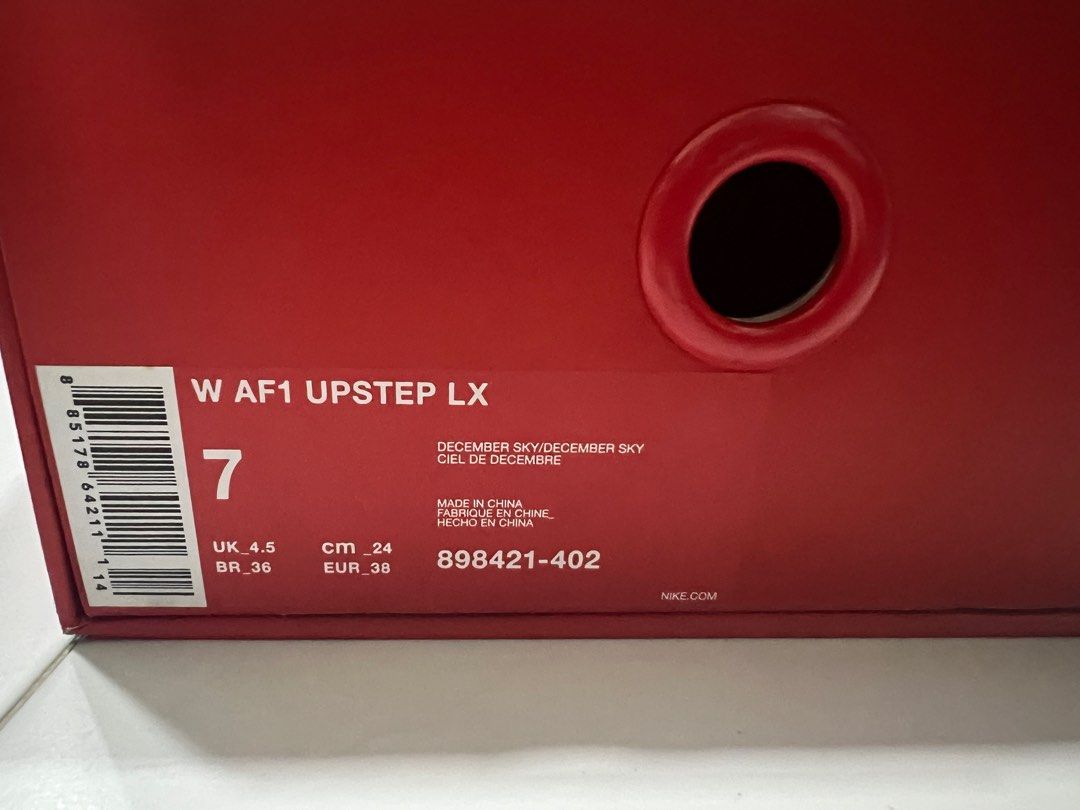 W AF1 UPSTEP LX
8 85178 64211 114
7
DECEMBER SKY/DECEMBER SKY
CIEL DE DECEMBRE
MADE IN CHINA
FABRIQUE EN CHINE_
HECHO EN CHINA
UK_4.5 cm _24
BR_36 EUR_38
898421-402
NIKE.COM